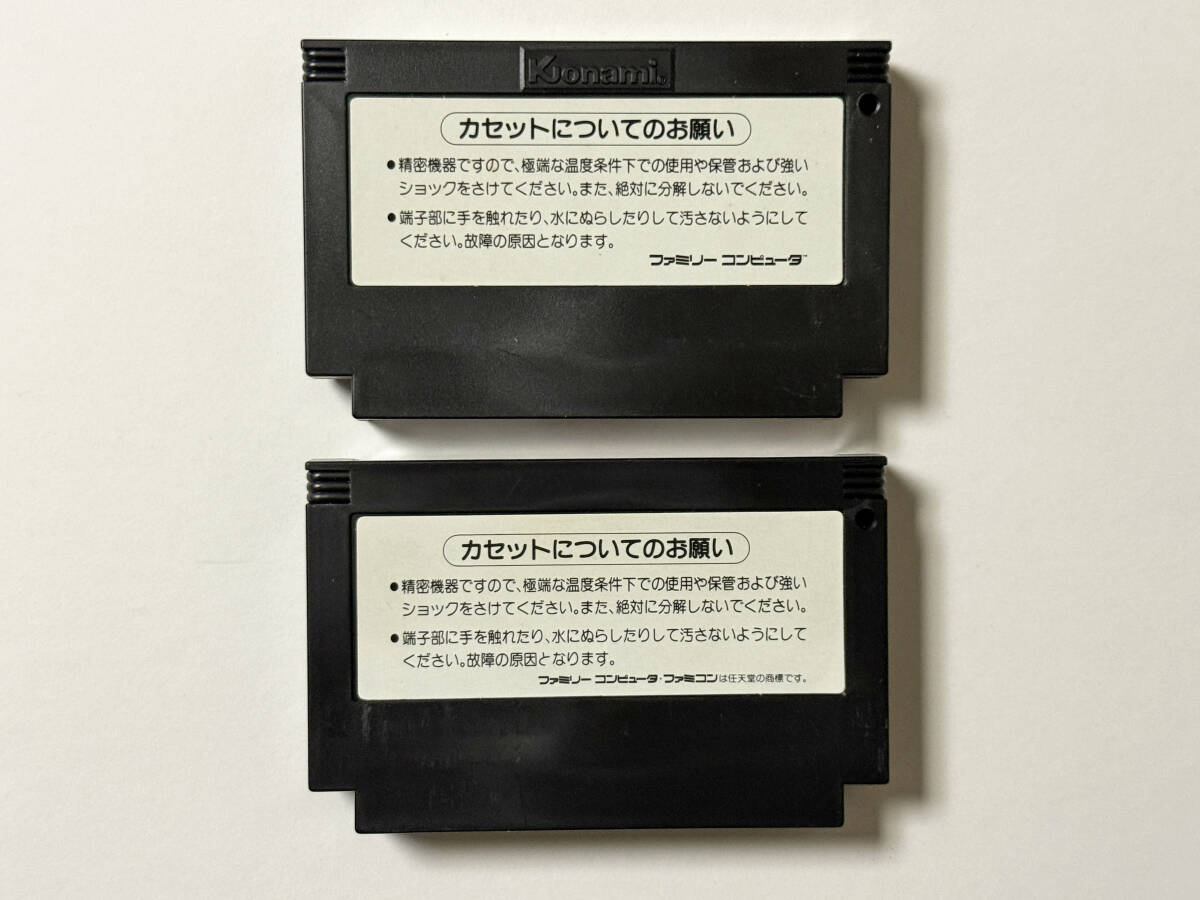 Konami
カセットについてのお願い
●精密機器ですので、極端な温度条件下での使用や保管および強い
ショックをさけてください。また、絶対に分解しないでください。
●端子部に手を触れたり、水にぬらしたりして汚さないようにして
ください。故障の原因となります。
ファミリー コンピュータ™
カセットについてのお願い
●精密機器ですので、極端な温度条件下での使用や保管および強い
ショックをさけてください。また、絶対に分解しないでください。
●端子部に手を触れたり、水にぬらしたりして汚さないようにして
ください。故障の原因となります。
ファミリー コンピュータ・ファミコンは任天堂の商標です。